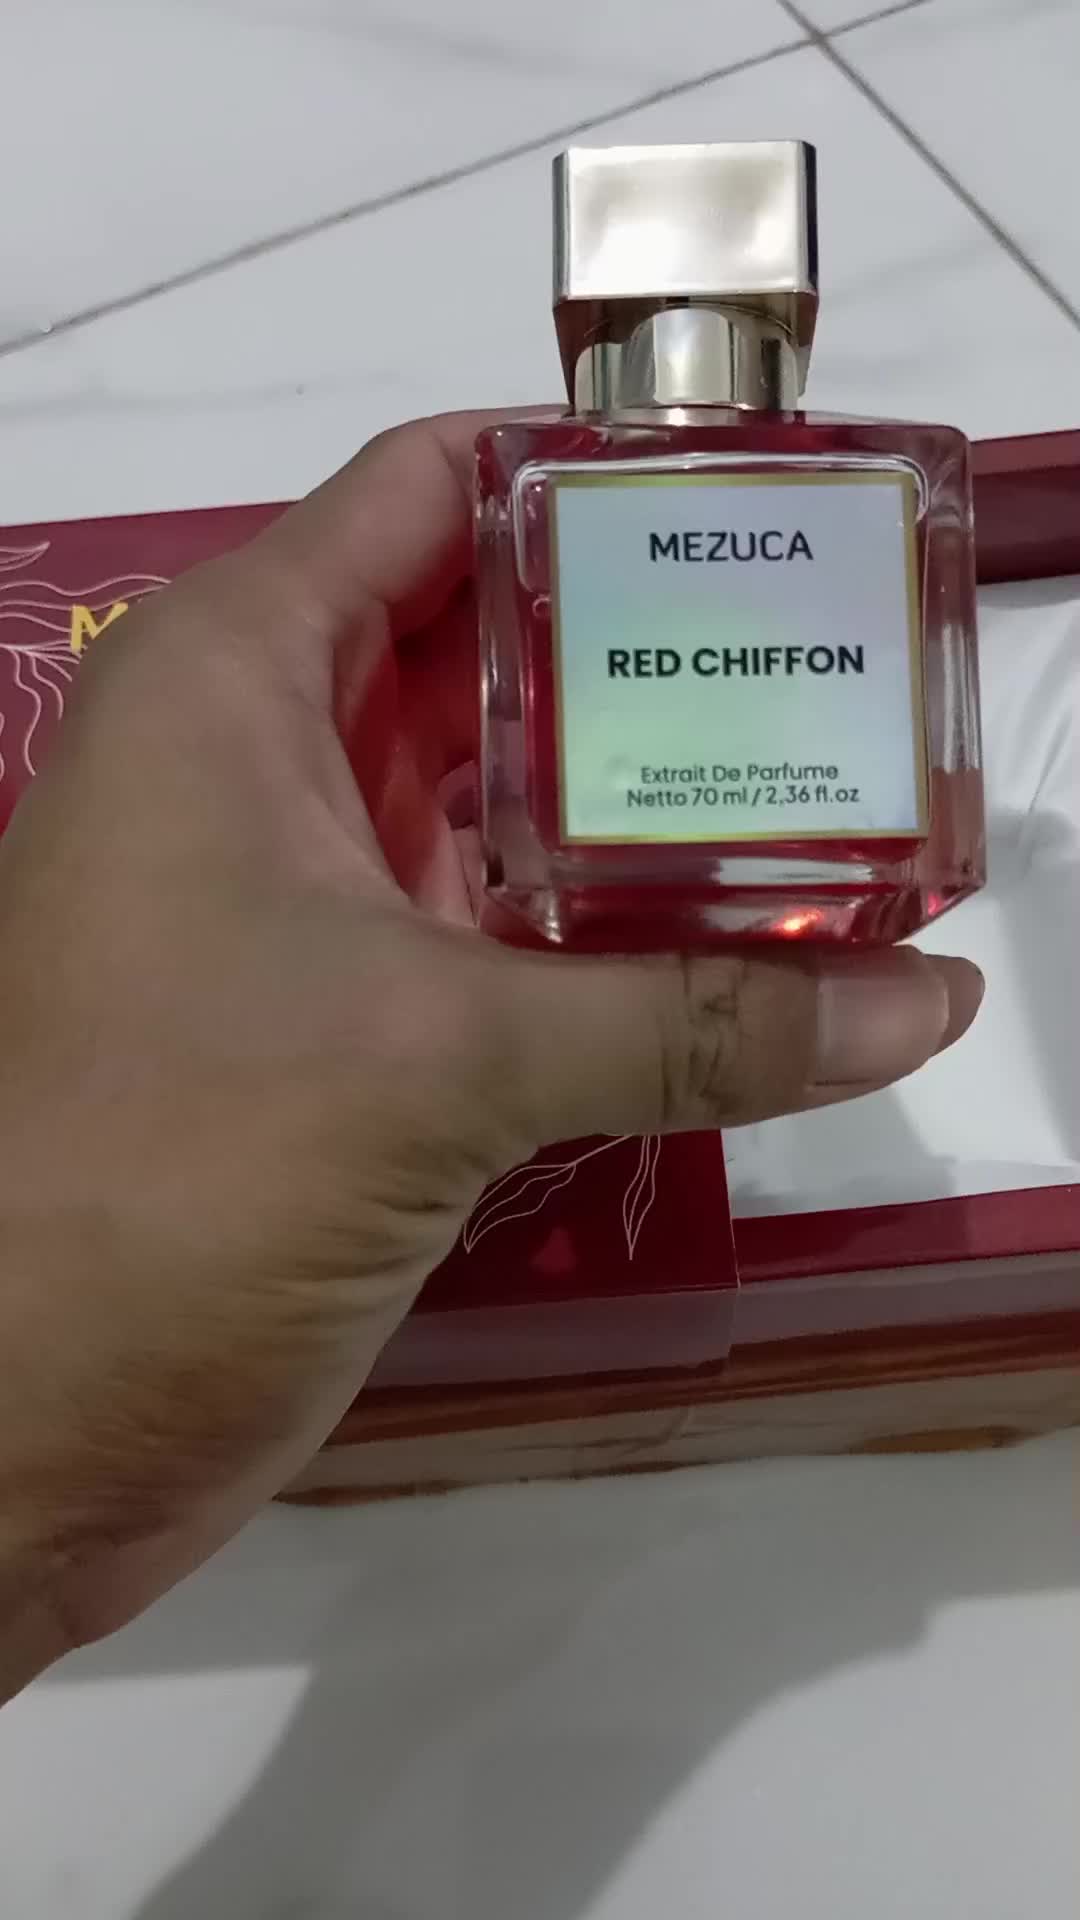 MEZUCA
RED CHIFFON
Extrait De Parfume
Netto 70 ml / 2,36 fl.oz